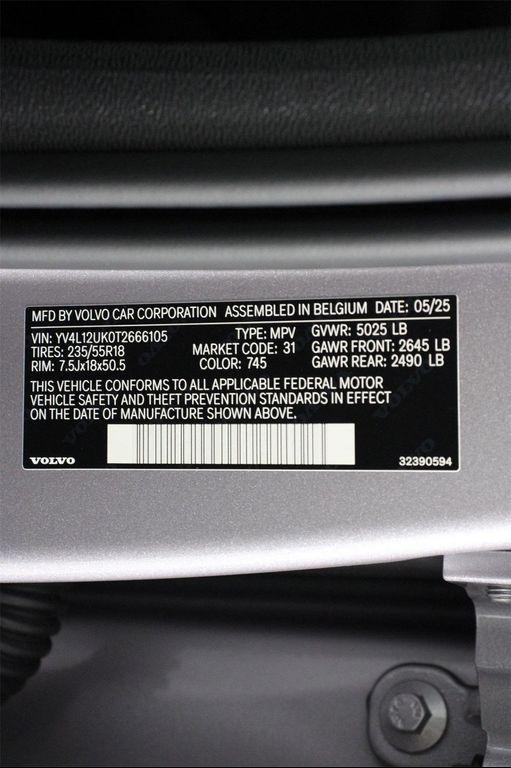 MFD BY VOLVO CAR CORPORATION ASSEMBLED IN BELGIUM DATE: 05/25
VIN: YV4L12UK0T2666105 TYPE: MPV GVWR: 5025 LB
TIRES: 235/55R18 MARKET CODE: 31 GAWR FRONT: 2645 LB
RIM: 7.5Jx18x50.5 COLOR: 745 GAWR REAR: 2490 LB
THIS VEHICLE CONFORMS TO ALL APPLICABLE FEDERAL MOTOR
VEHICLE SAFETY AND THEFT PREVENTION STANDARDS IN EFFECT
ON THE DATE OF MANUFACTURE SHOWN ABOVE.
VOLVO 32390594